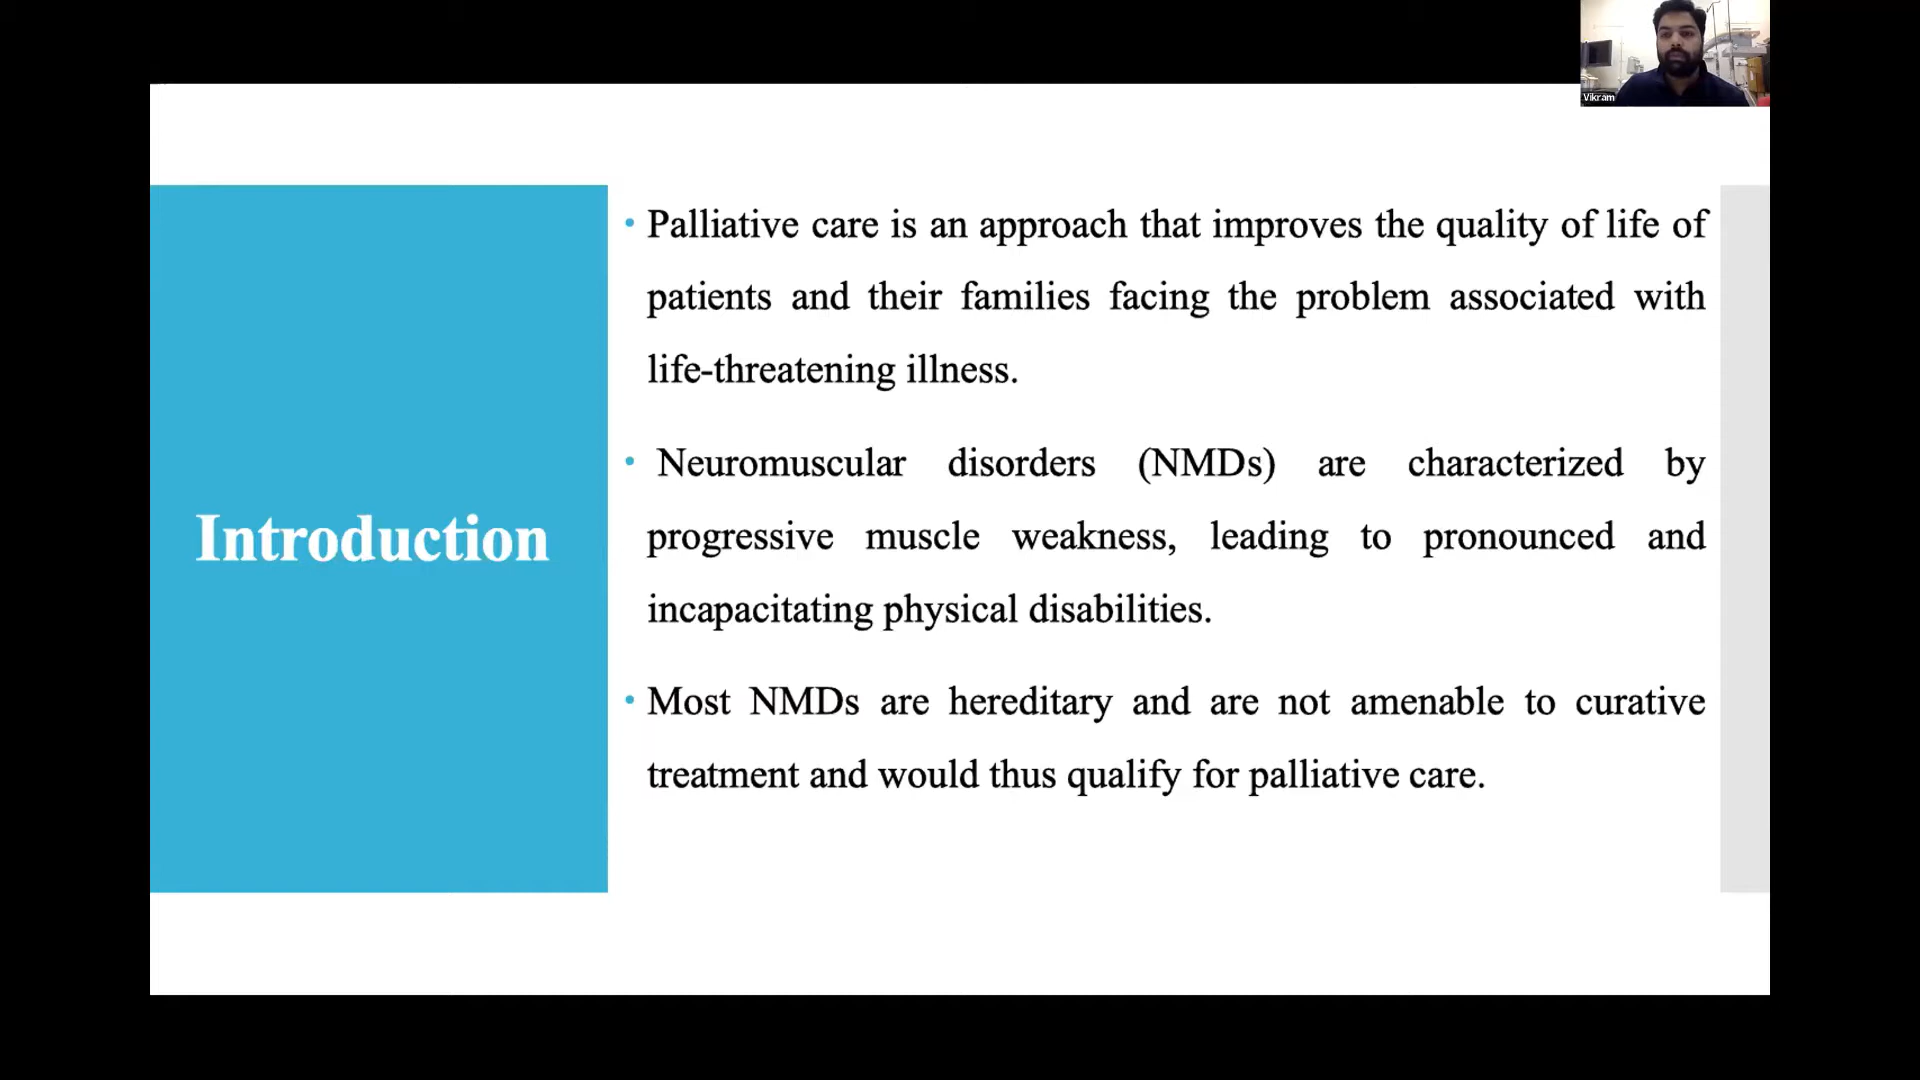 Vikram
Introduction
• Palliative care is an approach that improves the quality of life of
patients and their families facing the problem associated with
life-threatening illness.
• Neuromuscular disorders (NMDs) are characterized by
progressive muscle weakness, leading to pronounced and
incapacitating physical disabilities.
• Most NMDs are hereditary and are not amenable to curative
treatment and would thus qualify for palliative care.